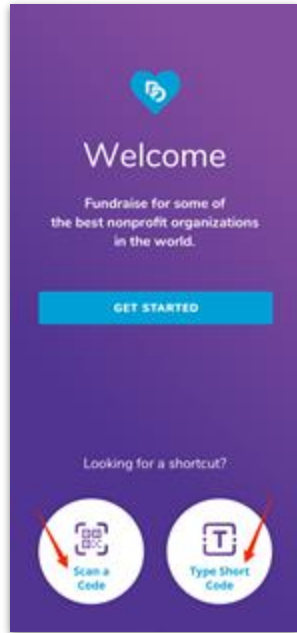 Welcome
Fundraise for some of
the best nonprofit organizations
in the world.
GET STARTED
Looking for a shortcut?
Scan a
Code
T
Type Short
Code